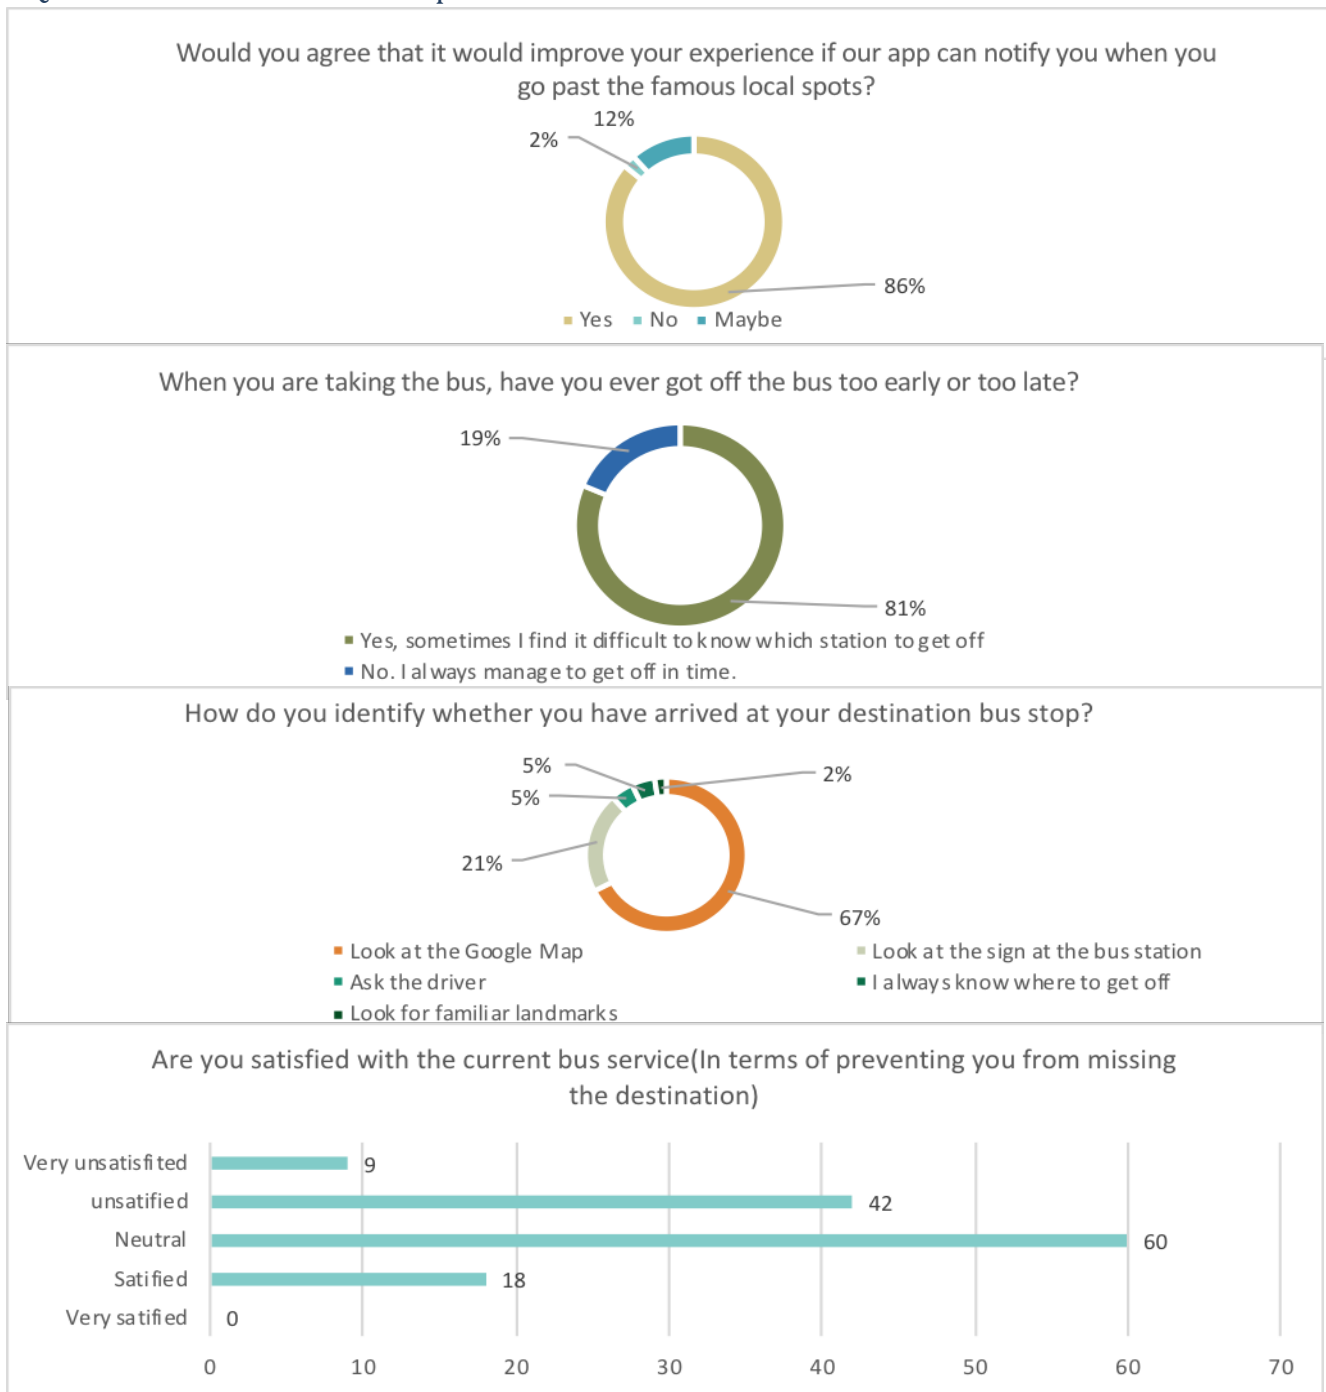 Would you agree that it would improve your experience if our app can notify you when you
go past the famous local spots?
12%
2%
86%
Yes No Maybe
When you are taking the bus, have you ever got off the bus too early or too late?
19%
81%
Yes, sometimes I find it difficult to know which station to get off
No. I always manage to get off in time.
How do you identify whether you have arrived at your destination bus stop?
5%
2%
5%
21%
67%
Look at the Google Map
Look at the sign at the bus station
Ask the driver
I always know where to get off
Look for familiar landmarks
Are you satisfied with the current bus service(In terms of preventing you from missing
the destination)
Very unsatisfited
9
unsatified
42
Neutral
60
Satified
18
Very satified
0
0 10 20 30 40 50 60 70